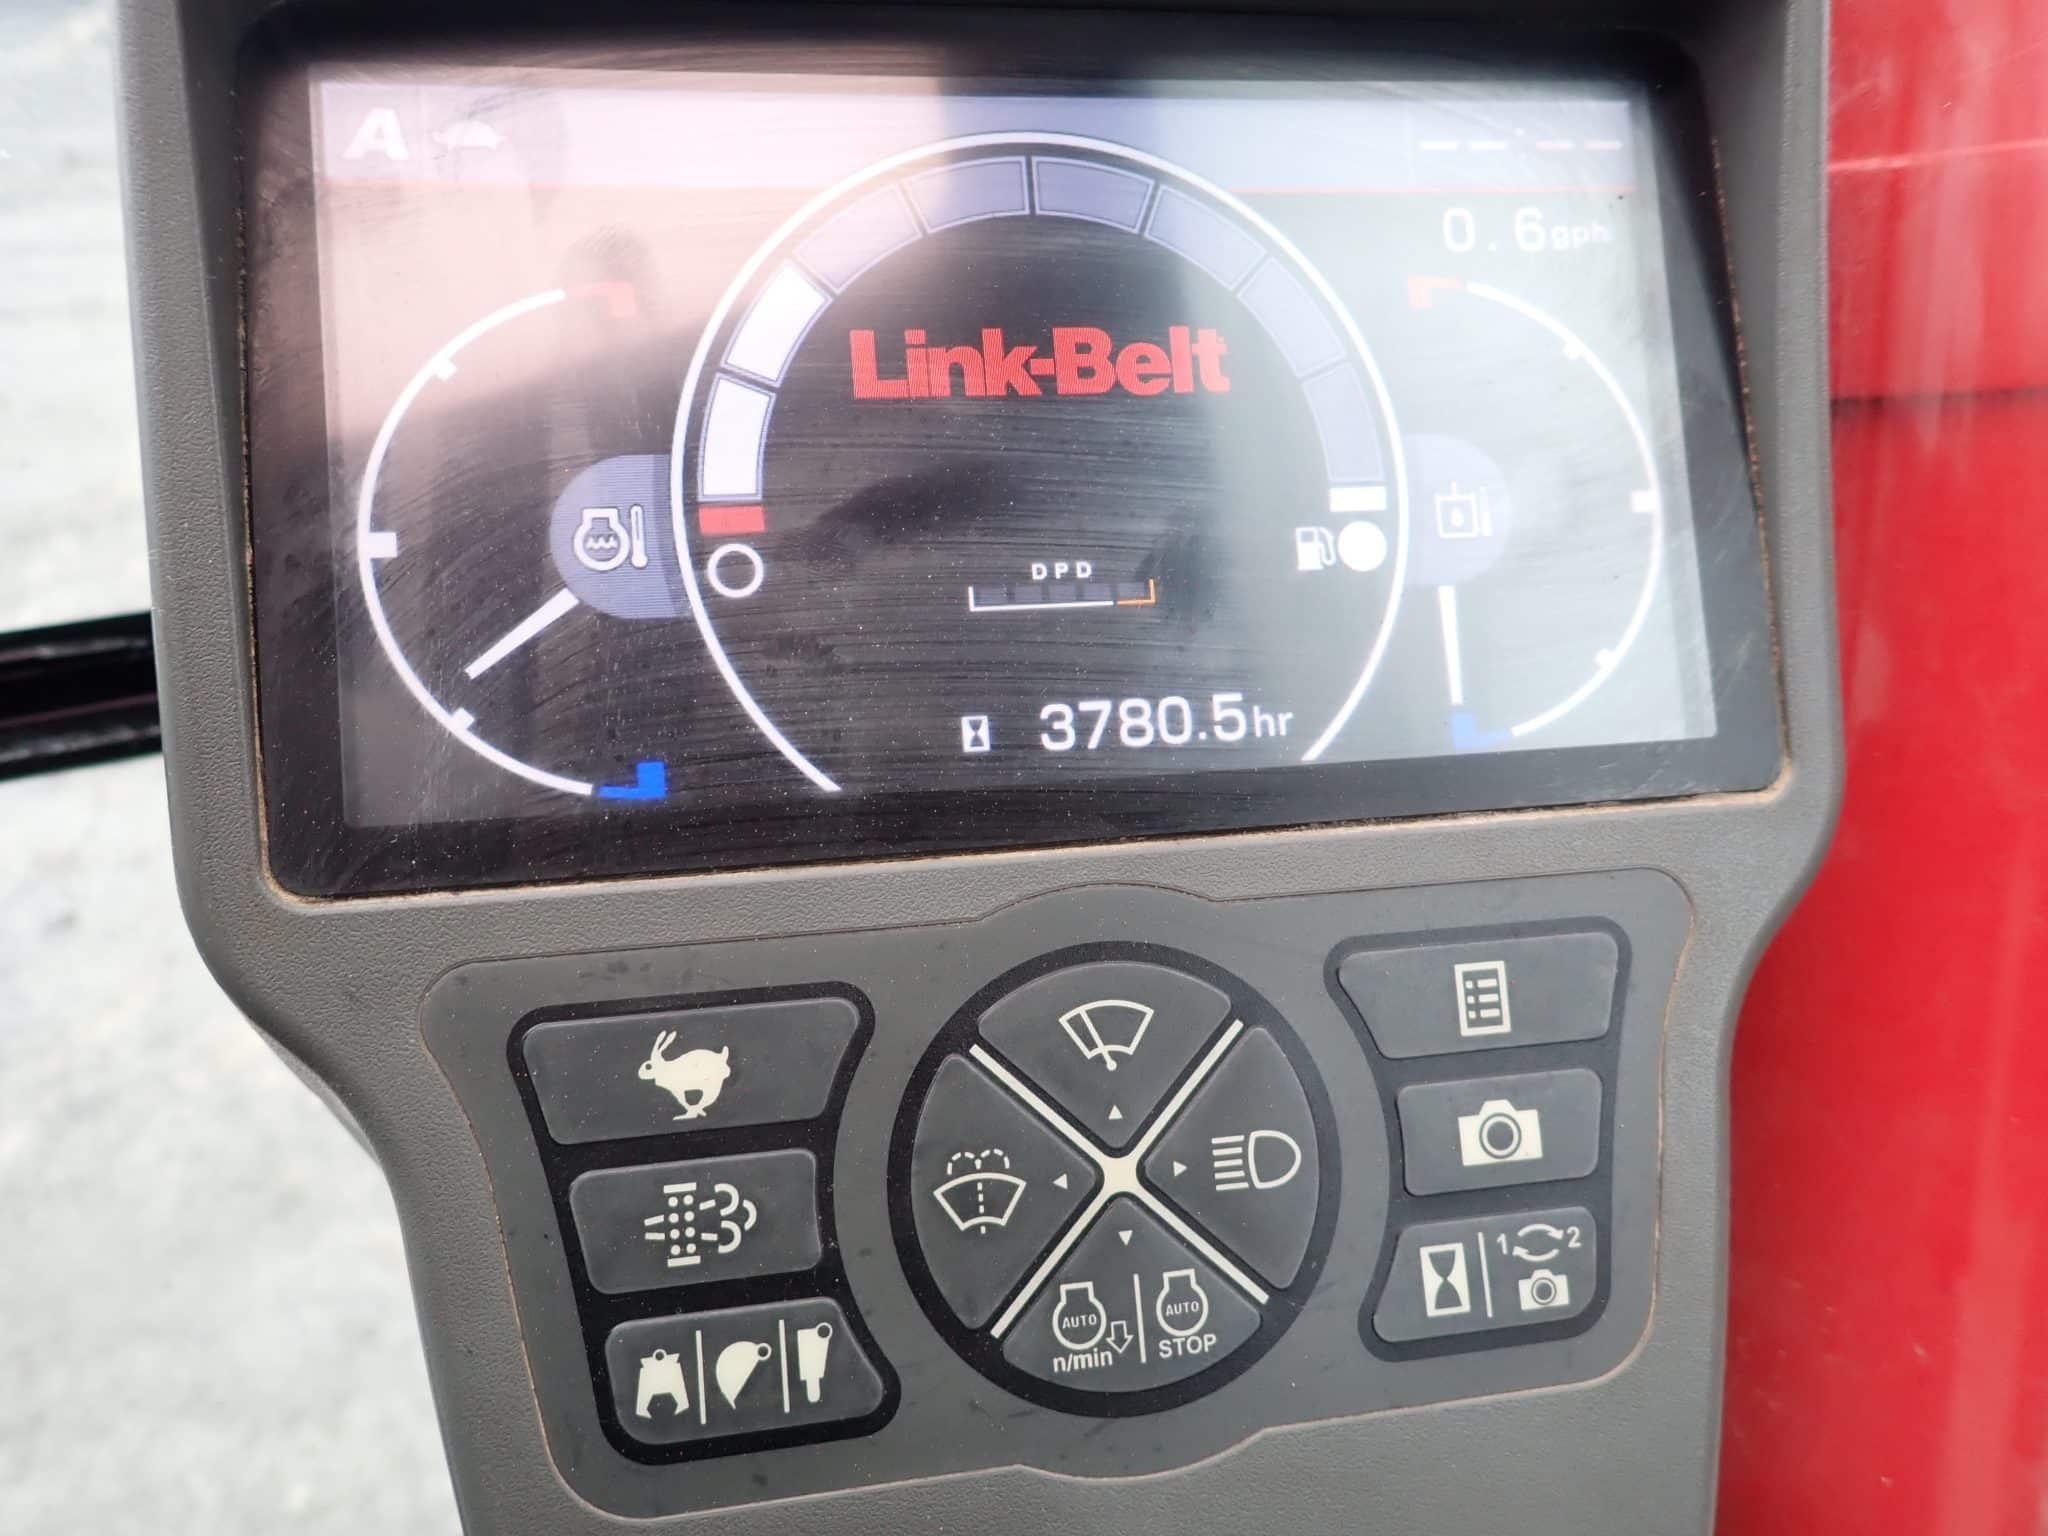 A
-- -- : -- --
0.6gph
Link-Belt
DPD
3780.5hr
1 2
AUTO AUTO
n/min STOP